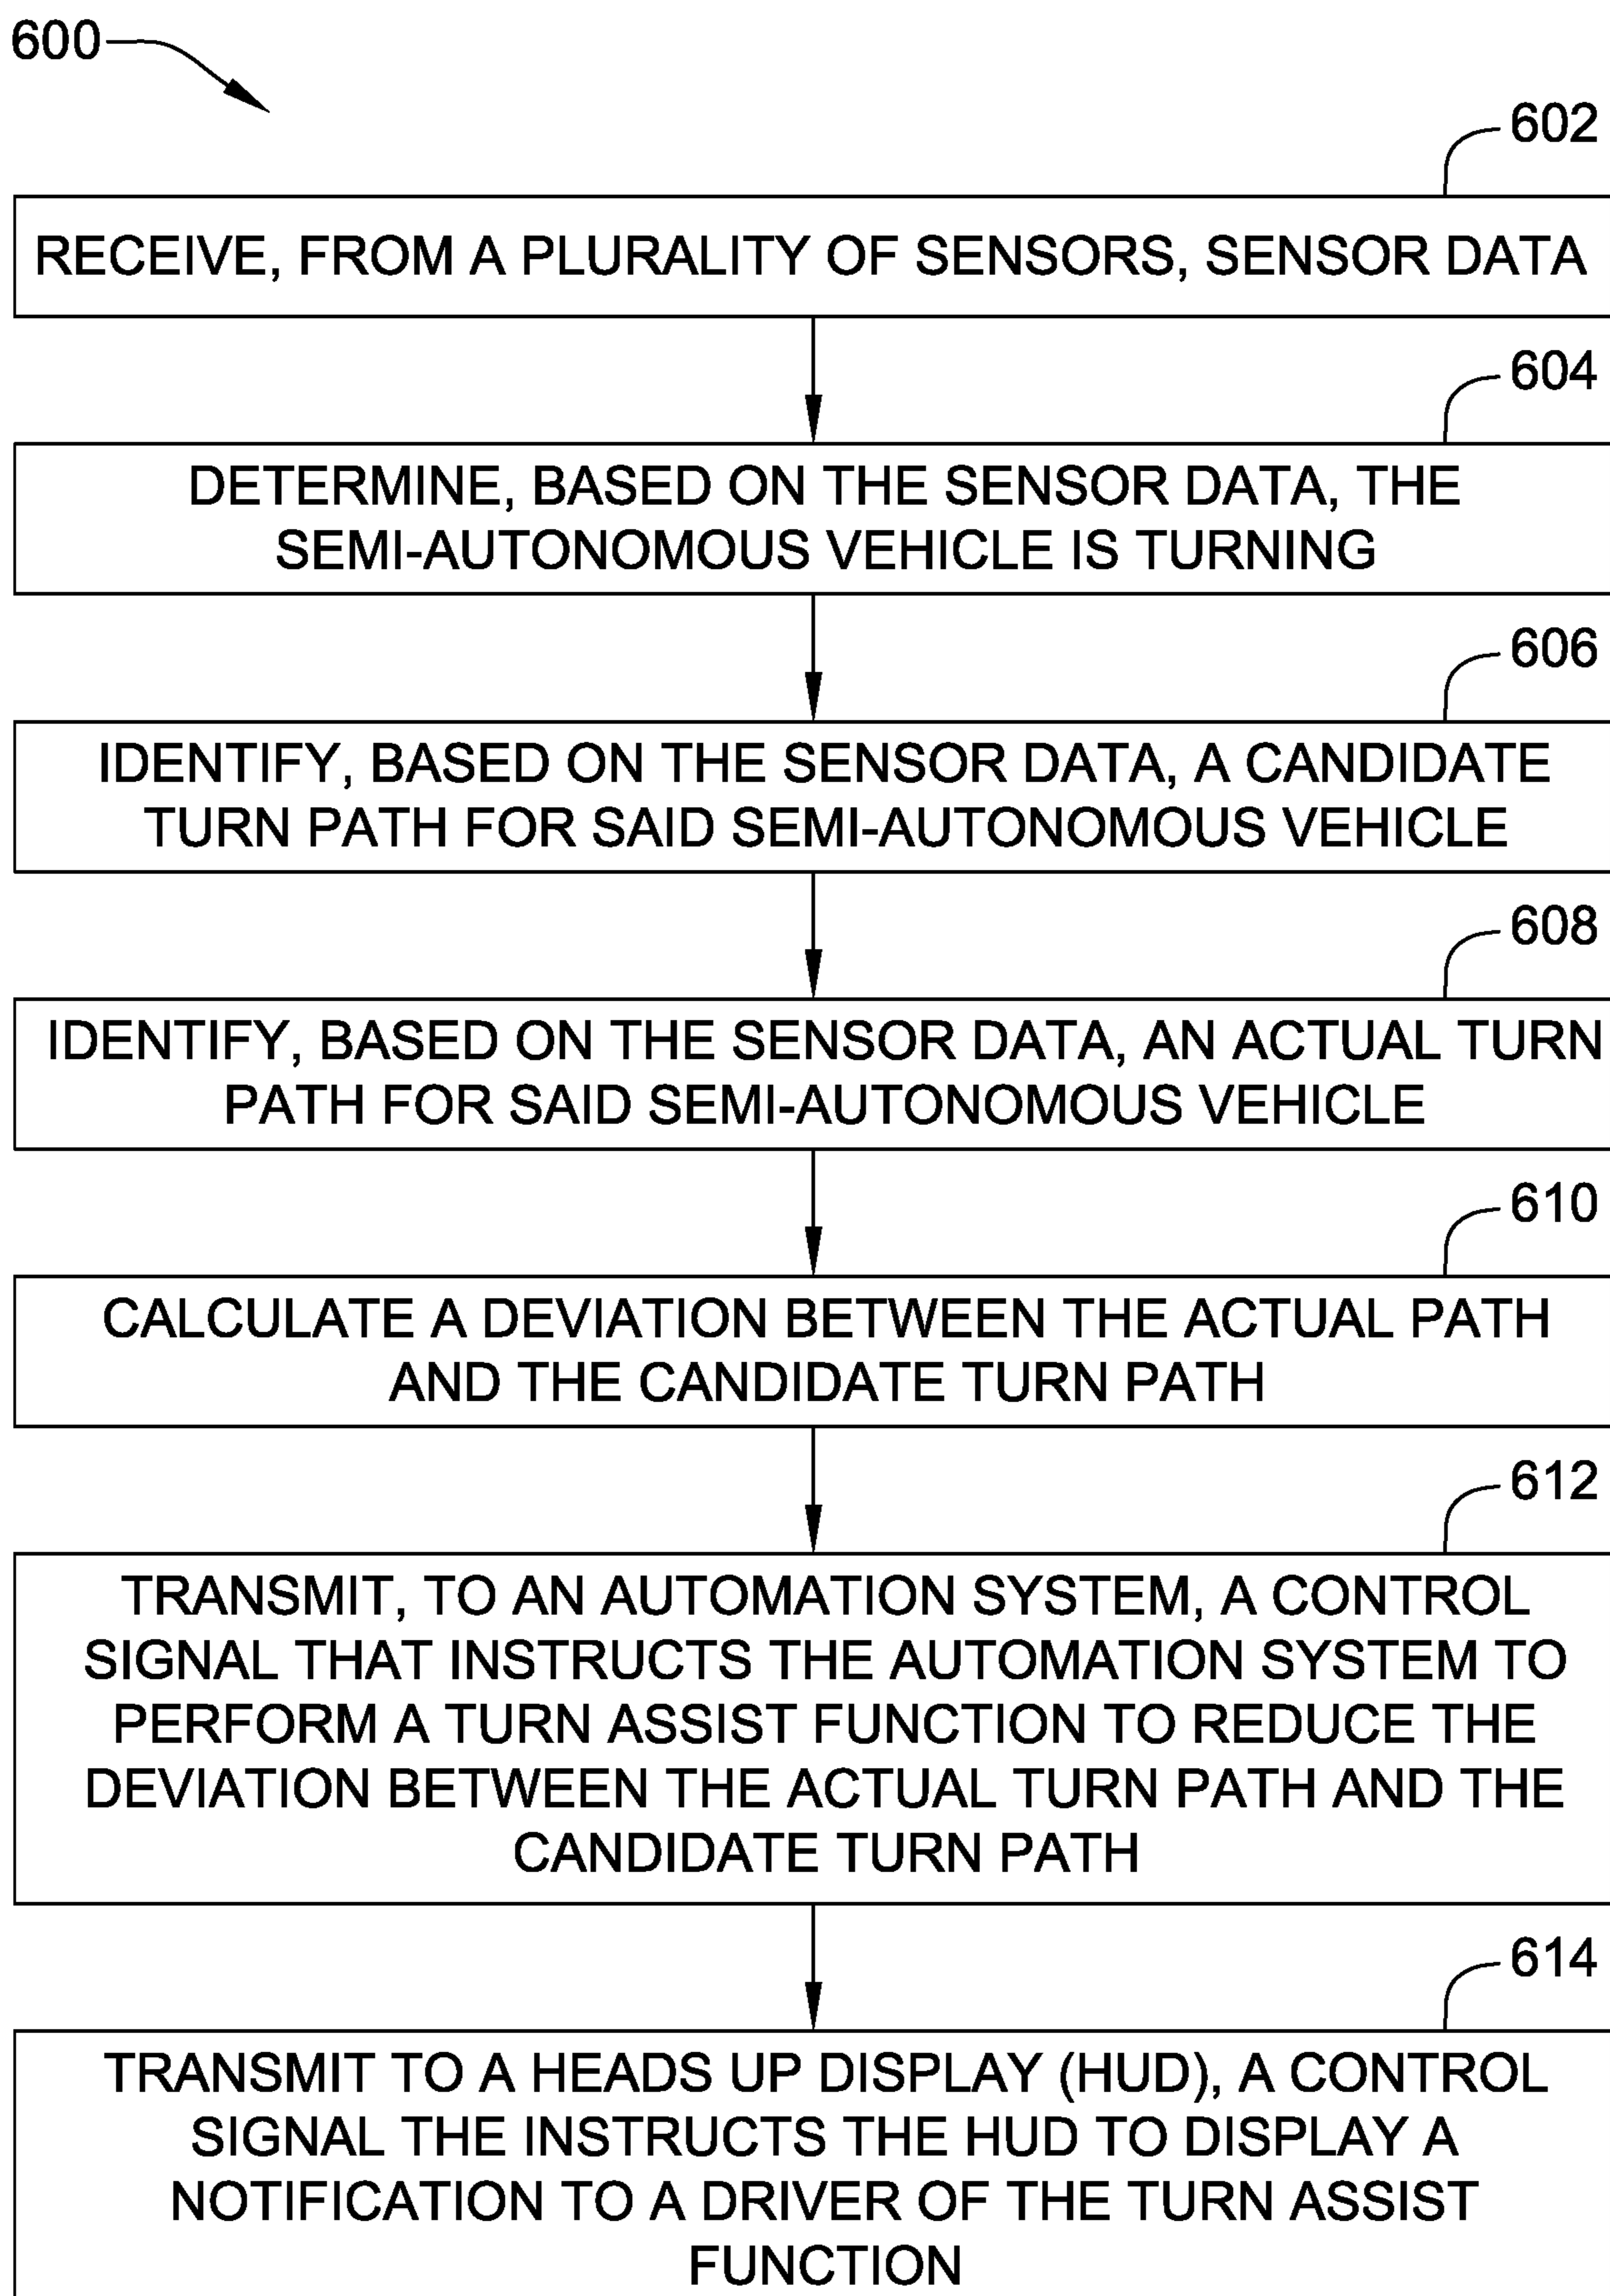 600
602
RECEIVE, FROM A PLURALITY OF SENSORS, SENSOR DATA
604
DETERMINE, BASED ON THE SENSOR DATA, THE
SEMI-AUTONOMOUS VEHICLE IS TURNING
606
IDENTIFY, BASED ON THE SENSOR DATA, A CANDIDATE
TURN PATH FOR SAID SEMI-AUTONOMOUS VEHICLE
608
IDENTIFY, BASED ON THE SENSOR DATA, AN ACTUAL TURN
PATH FOR SAID SEMI-AUTONOMOUS VEHICLE
610
CALCULATE A DEVIATION BETWEEN THE ACTUAL PATH
AND THE CANDIDATE TURN PATH
612
TRANSMIT, TO AN AUTOMATION SYSTEM, A CONTROL
SIGNAL THAT INSTRUCTS THE AUTOMATION SYSTEM TO
PERFORM A TURN ASSIST FUNCTION TO REDUCE THE
DEVIATION BETWEEN THE ACTUAL TURN PATH AND THE
CANDIDATE TURN PATH
614
TRANSMIT TO A HEADS UP DISPLAY (HUD), A CONTROL
SIGNAL THE INSTRUCTS THE HUD TO DISPLAY A
NOTIFICATION TO A DRIVER OF THE TURN ASSIST
FUNCTION